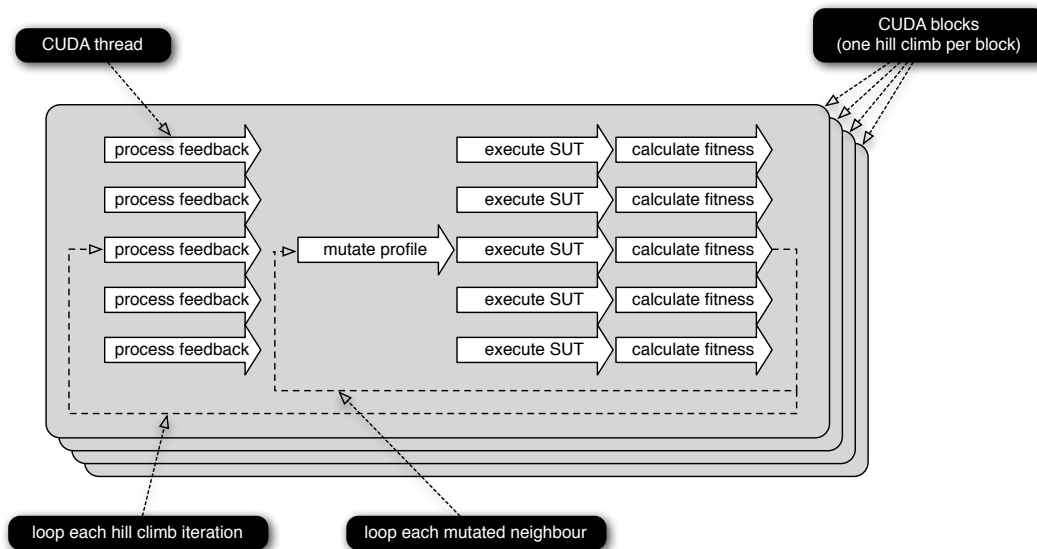 CUDA thread
CUDA blocks
(one hill climb per block)
process feedback
execute SUT
calculate fitness
process feedback
execute SUT
calculate fitness
process feedback
mutate profile
execute SUT
calculate fitness
process feedback
execute SUT
calculate fitness
process feedback
execute SUT
calculate fitness
loop each hill climb iteration
loop each mutated neighbour